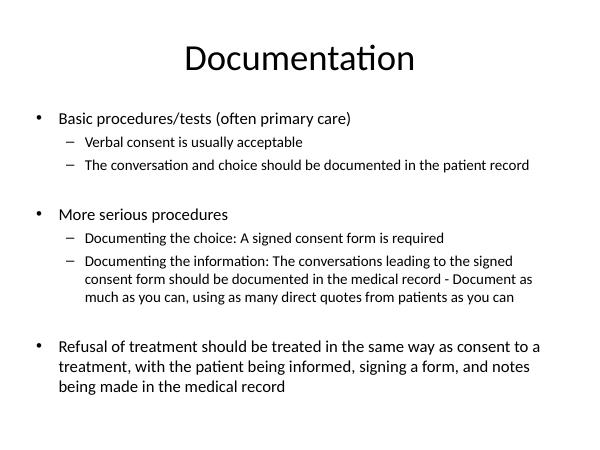 Documentation
• Basic procedures/tests (often primary care)
– Verbal consent is usually acceptable
– The conversation and choice should be documented in the patient record
• More serious procedures
– Documenting the choice: A signed consent form is required
– Documenting the information: The conversations leading to the signed
consent form should be documented in the medical record - Document as
much as you can, using as many direct quotes from patients as you can
• Refusal of treatment should be treated in the same way as consent to a
treatment, with the patient being informed, signing a form, and notes
being made in the medical record